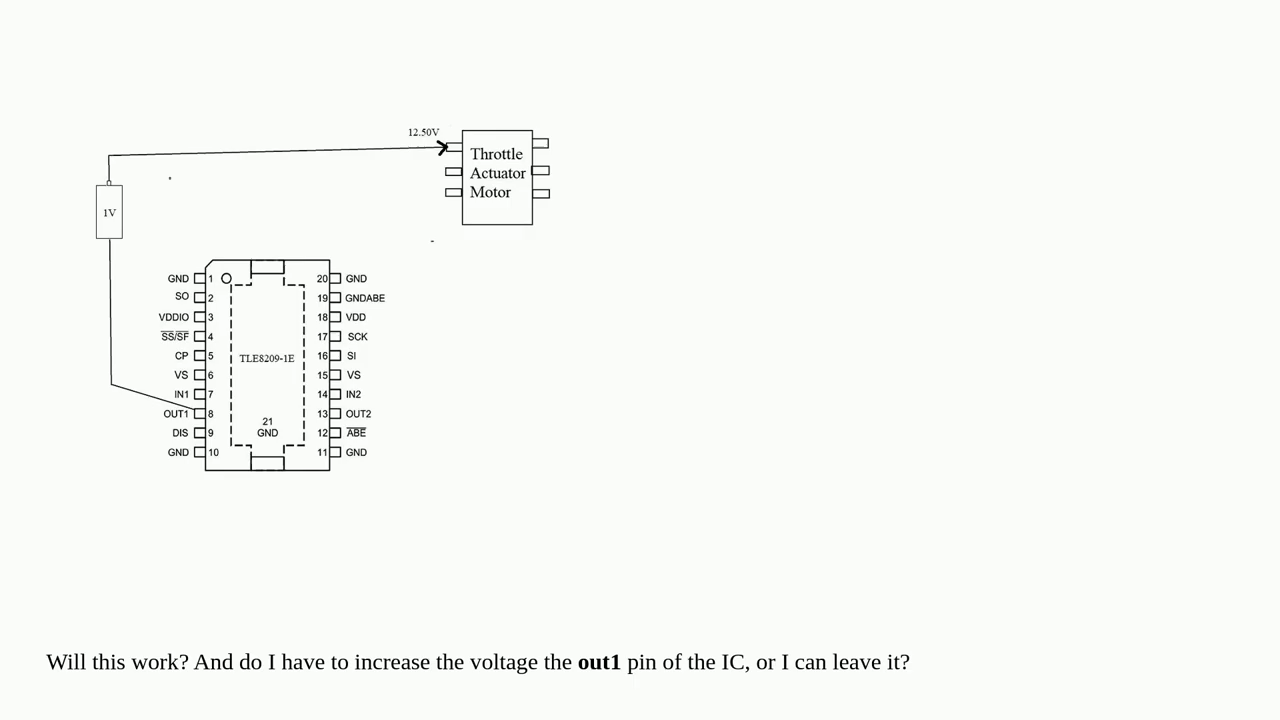 12.50V
Throttle
Actuator
Motor
1V
GND 1 20 GND
SO 2 19 GNDABE
VDDIO 3 18 VDD
SS/SF 4 17 SCK
CP 5 TLE8209-1E 16 SI
VS 6 15 VS
IN1 7 14 IN2
OUT1 8 13 OUT2
21
DIS 9 GND 12 ABE
GND 10 11 GND
Will this work? And do I have to increase the voltage the out1 pin of the IC, or I can leave it?